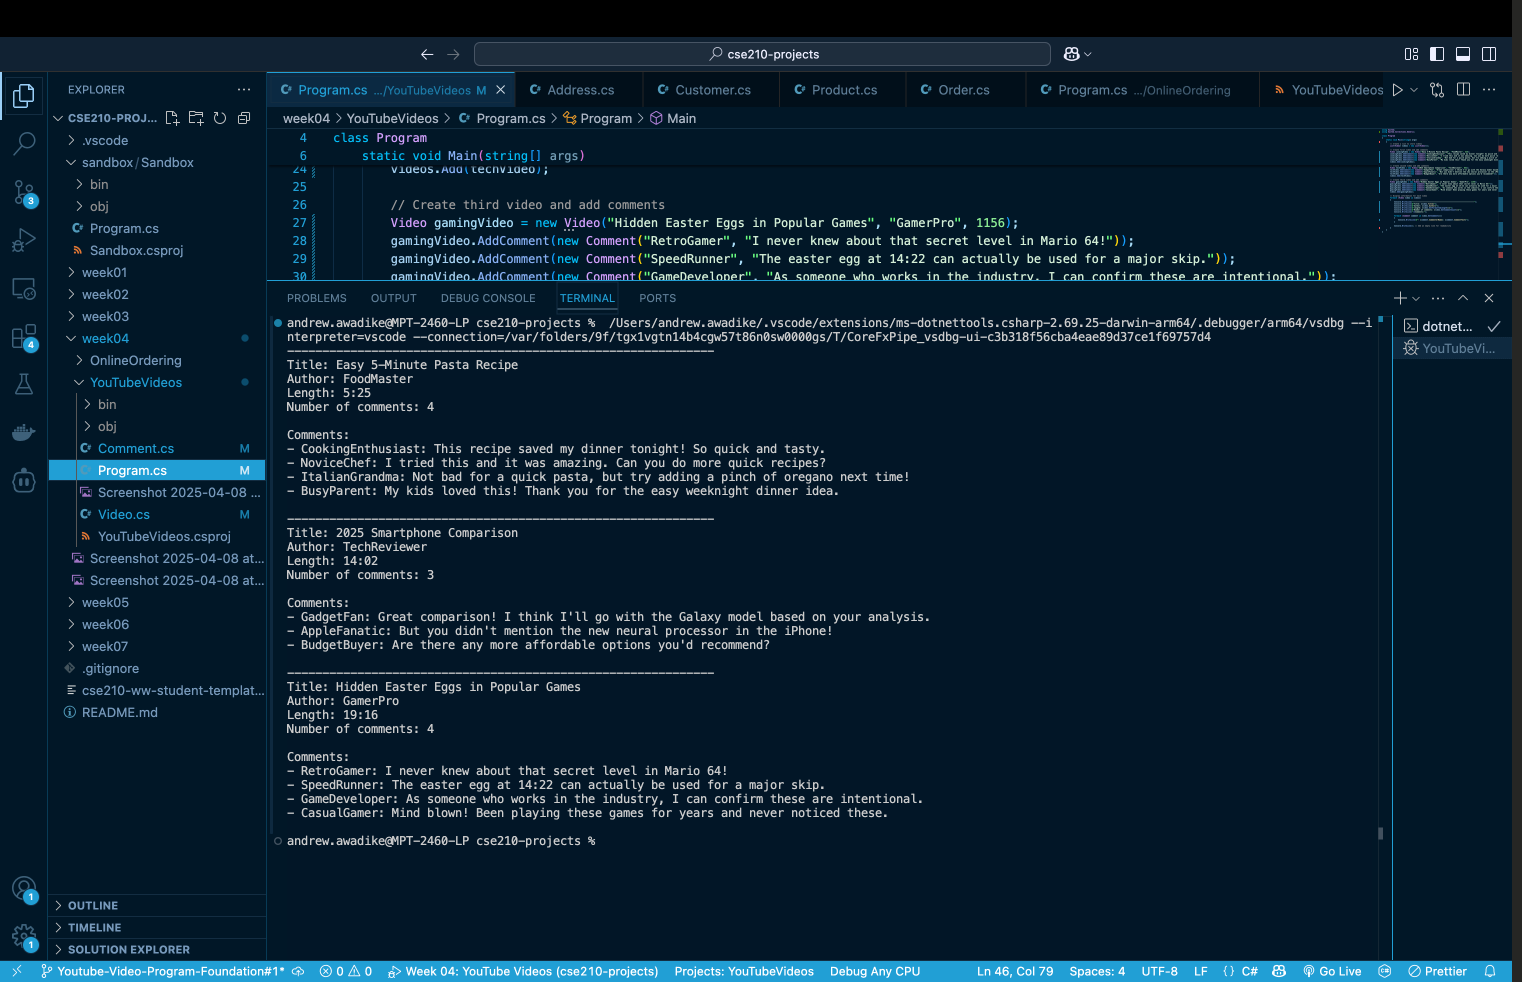 cse210-projects
EXPLORER
CSE210-PROJ...
.vscode
sandbox/Sandbox
bin
obj
Program.cs
Sandbox.csproj
week01
week02
week03
week04
OnlineOrdering
YouTubeVideos
bin
obj
Comment.cs M
Program.cs M
Screenshot 2025-04-08 ...
Video.cs M
YouTubeVideos.csproj
Screenshot 2025-04-08 at...
Screenshot 2025-04-08 at...
week05
week06
week07
.gitignore
cse210-ww-student-templat...
README.md
OUTLINE
TIMELINE
SOLUTION EXPLORER
3
4
1
1
Program.cs .../YouTubeVideos M
Address.cs
Customer.cs
Product.cs
Order.cs
Program.cs .../OnlineOrdering
YouTubeVideos
week04 > YouTubeVideos > Program.cs > Program > Main
4 class Program
6 static void Main(string[] args)
24 videos.Add(techVideo);
25
26 // Create third video and add comments
27 Video gamingVideo = new Video("Hidden Easter Eggs in Popular Games", "GamerPro", 1156);
28 gamingVideo.AddComment(new Comment("RetroGamer", "I never knew about that secret level in Mario 64!"));
29 gamingVideo.AddComment(new Comment("SpeedRunner", "The easter egg at 14:22 can actually be used for a major skip."));
30 gamingVideo.AddComment(new Comment("GameDeveloper", "As someone who works in the industry, I can confirm these are intentional."));
PROBLEMS OUTPUT DEBUG CONSOLE TERMINAL PORTS
dotnet...
YouTubeVi...
andrew.awadike@MPT-2460-LP cse210-projects % /Users/andrew.awadike/.vscode/extensions/ms-dotnettools.csharp-2.69.25-darwin-arm64/.debugger/arm64/vsdbg --i
nterpreter=vscode --connection=/var/folders/9f/tgx1vgtn14b4cgw57t86n0sw0000gs/T/CoreFxPipe_vsdbg-ui-c3b318f56cba4eae89d37ce1f69757d4
Title: Easy 5-Minute Pasta Recipe
Author: FoodMaster
Length: 5:25
Number of comments: 4
Comments:
- CookingEnthusiast: This recipe saved my dinner tonight! So quick and tasty.
- NoviceChef: I tried this and it was amazing. Can you do more quick recipes?
- ItalianGrandma: Not bad for a quick pasta, but try adding a pinch of oregano next time!
- BusyParent: My kids loved this! Thank you for the easy weeknight dinner idea.
Title: 2025 Smartphone Comparison
Author: TechReviewer
Length: 14:02
Number of comments: 3
Comments:
- GadgetFan: Great comparison! I think I'll go with the Galaxy model based on your analysis.
- AppleFanatic: But you didn't mention the new neural processor in the iPhone!
- BudgetBuyer: Are there any more affordable options you'd recommend?
Title: Hidden Easter Eggs in Popular Games
Author: GamerPro
Length: 19:16
Number of comments: 4
Comments:
- RetroGamer: I never knew about that secret level in Mario 64!
- SpeedRunner: The easter egg at 14:22 can actually be used for a major skip.
- GameDeveloper: As someone who works in the industry, I can confirm these are intentional.
- CasualGamer: Mind blown! Been playing these games for years and never noticed these.
andrew.awadike@MPT-2460-LP cse210-projects %
Youtube-Video-Program-Foundation#1* 0 0 Week 04: YouTube Videos (cse210-projects) Projects: YouTubeVideos Debug Any CPU Ln 46, Col 79 Spaces: 4 UTF-8 LF {} C# Go Live Prettier